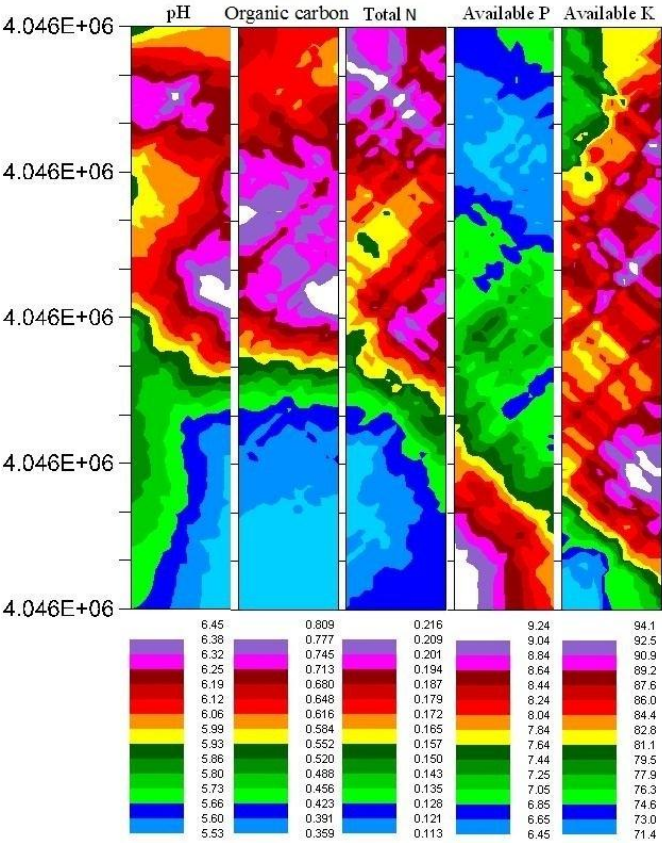 pH Organic carbon Total N Available P Available K
4.046E+06
4.046E+06
4.046E+06
4.046E+06
4.046E+06
6.45 0.809 0.216 9.24 94.1
6.38 0.777 0.209 9.04 92.5
6.32 0.745 0.201 8.84 90.9
6.25 0.713 0.194 8.64 89.2
6.19 0.680 0.187 8.44 87.6
6.12 0.648 0.179 8.24 86.0
6.06 0.616 0.172 8.04 84.4
5.99 0.584 0.165 7.84 82.8
5.93 0.552 0.157 7.64 81.1
5.86 0.520 0.150 7.44 79.5
5.80 0.488 0.143 7.25 77.9
5.73 0.456 0.135 7.05 76.3
5.66 0.423 0.128 6.85 74.6
5.60 0.391 0.121 6.65 73.0
5.53 0.359 0.113 6.45 71.4